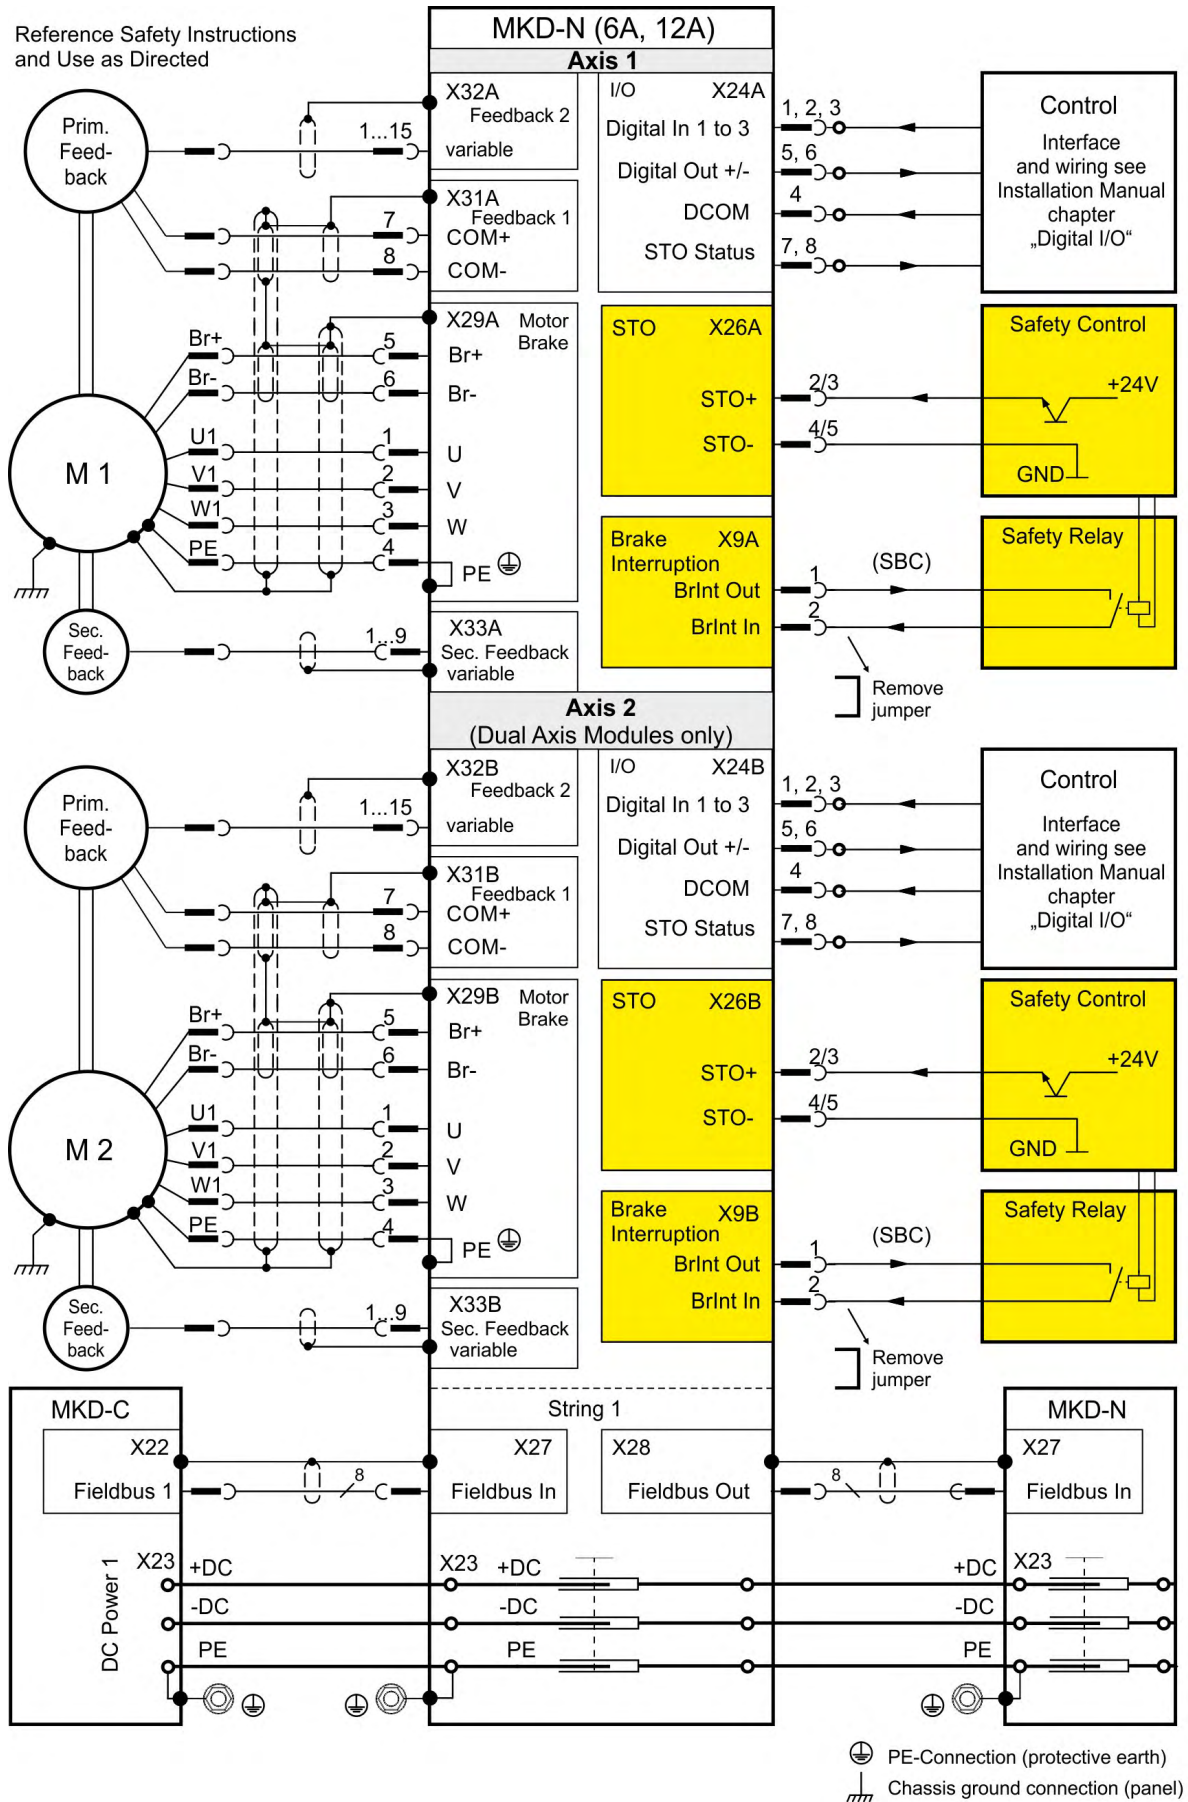 Reference Safety Instructions
and Use as Directed
MKD-N (6A, 12A)
Axis 1
Prim.
Feed-
back
1...15
X32A
Feedback 2
variable
7
8
X31A
Feedback 1
COM+
COM-
M 1
Br+
Br-
U1
V1
W1
PE
5
6
1
2
3
4
X29A Motor
Brake
Br+
Br-
U
V
W
PE
Sec.
Feed-
back
1...9
X33A
Sec. Feedback
variable
I/O X24A
Digital In 1 to 3
Digital Out +/-
DCOM
STO Status
1, 2, 3
5, 6
4
7, 8
Control
Interface
and wiring see
Installation Manual
chapter
„Digital I/O“
STO X26A
STO+
STO-
2/3
4/5
Safety Control
+24V
GND
Brake X9A
Interruption
BrInt Out
BrInt In
1
2
(SBC)
Remove
jumper
Safety Relay
Axis 2
(Dual Axis Modules only)
Prim.
Feed-
back
1...15
X32B
Feedback 2
variable
7
8
X31B
Feedback 1
COM+
COM-
M 2
Br+
Br-
U1
V1
W1
PE
5
6
1
2
3
4
X29B Motor
Brake
Br+
Br-
U
V
W
PE
Sec.
Feed-
back
1...9
X33B
Sec. Feedback
variable
I/O X24B
Digital In 1 to 3
Digital Out +/-
DCOM
STO Status
1, 2, 3
5, 6
4
7, 8
Control
Interface
and wiring see
Installation Manual
chapter
„Digital I/O“
STO X26B
STO+
STO-
2/3
4/5
Safety Control
+24V
GND
Brake X9B
Interruption
BrInt Out
BrInt In
1
2
(SBC)
Remove
jumper
Safety Relay
MKD-C
X22
Fieldbus 1
8
String 1
X27
Fieldbus In
X28
Fieldbus Out
8
MKD-N
X27
Fieldbus In
DC Power 1
X23 +DC
-DC
PE
X23 +DC
-DC
PE
+DC X23
-DC
PE
PE-Connection (protective earth)
Chassis ground connection (panel)